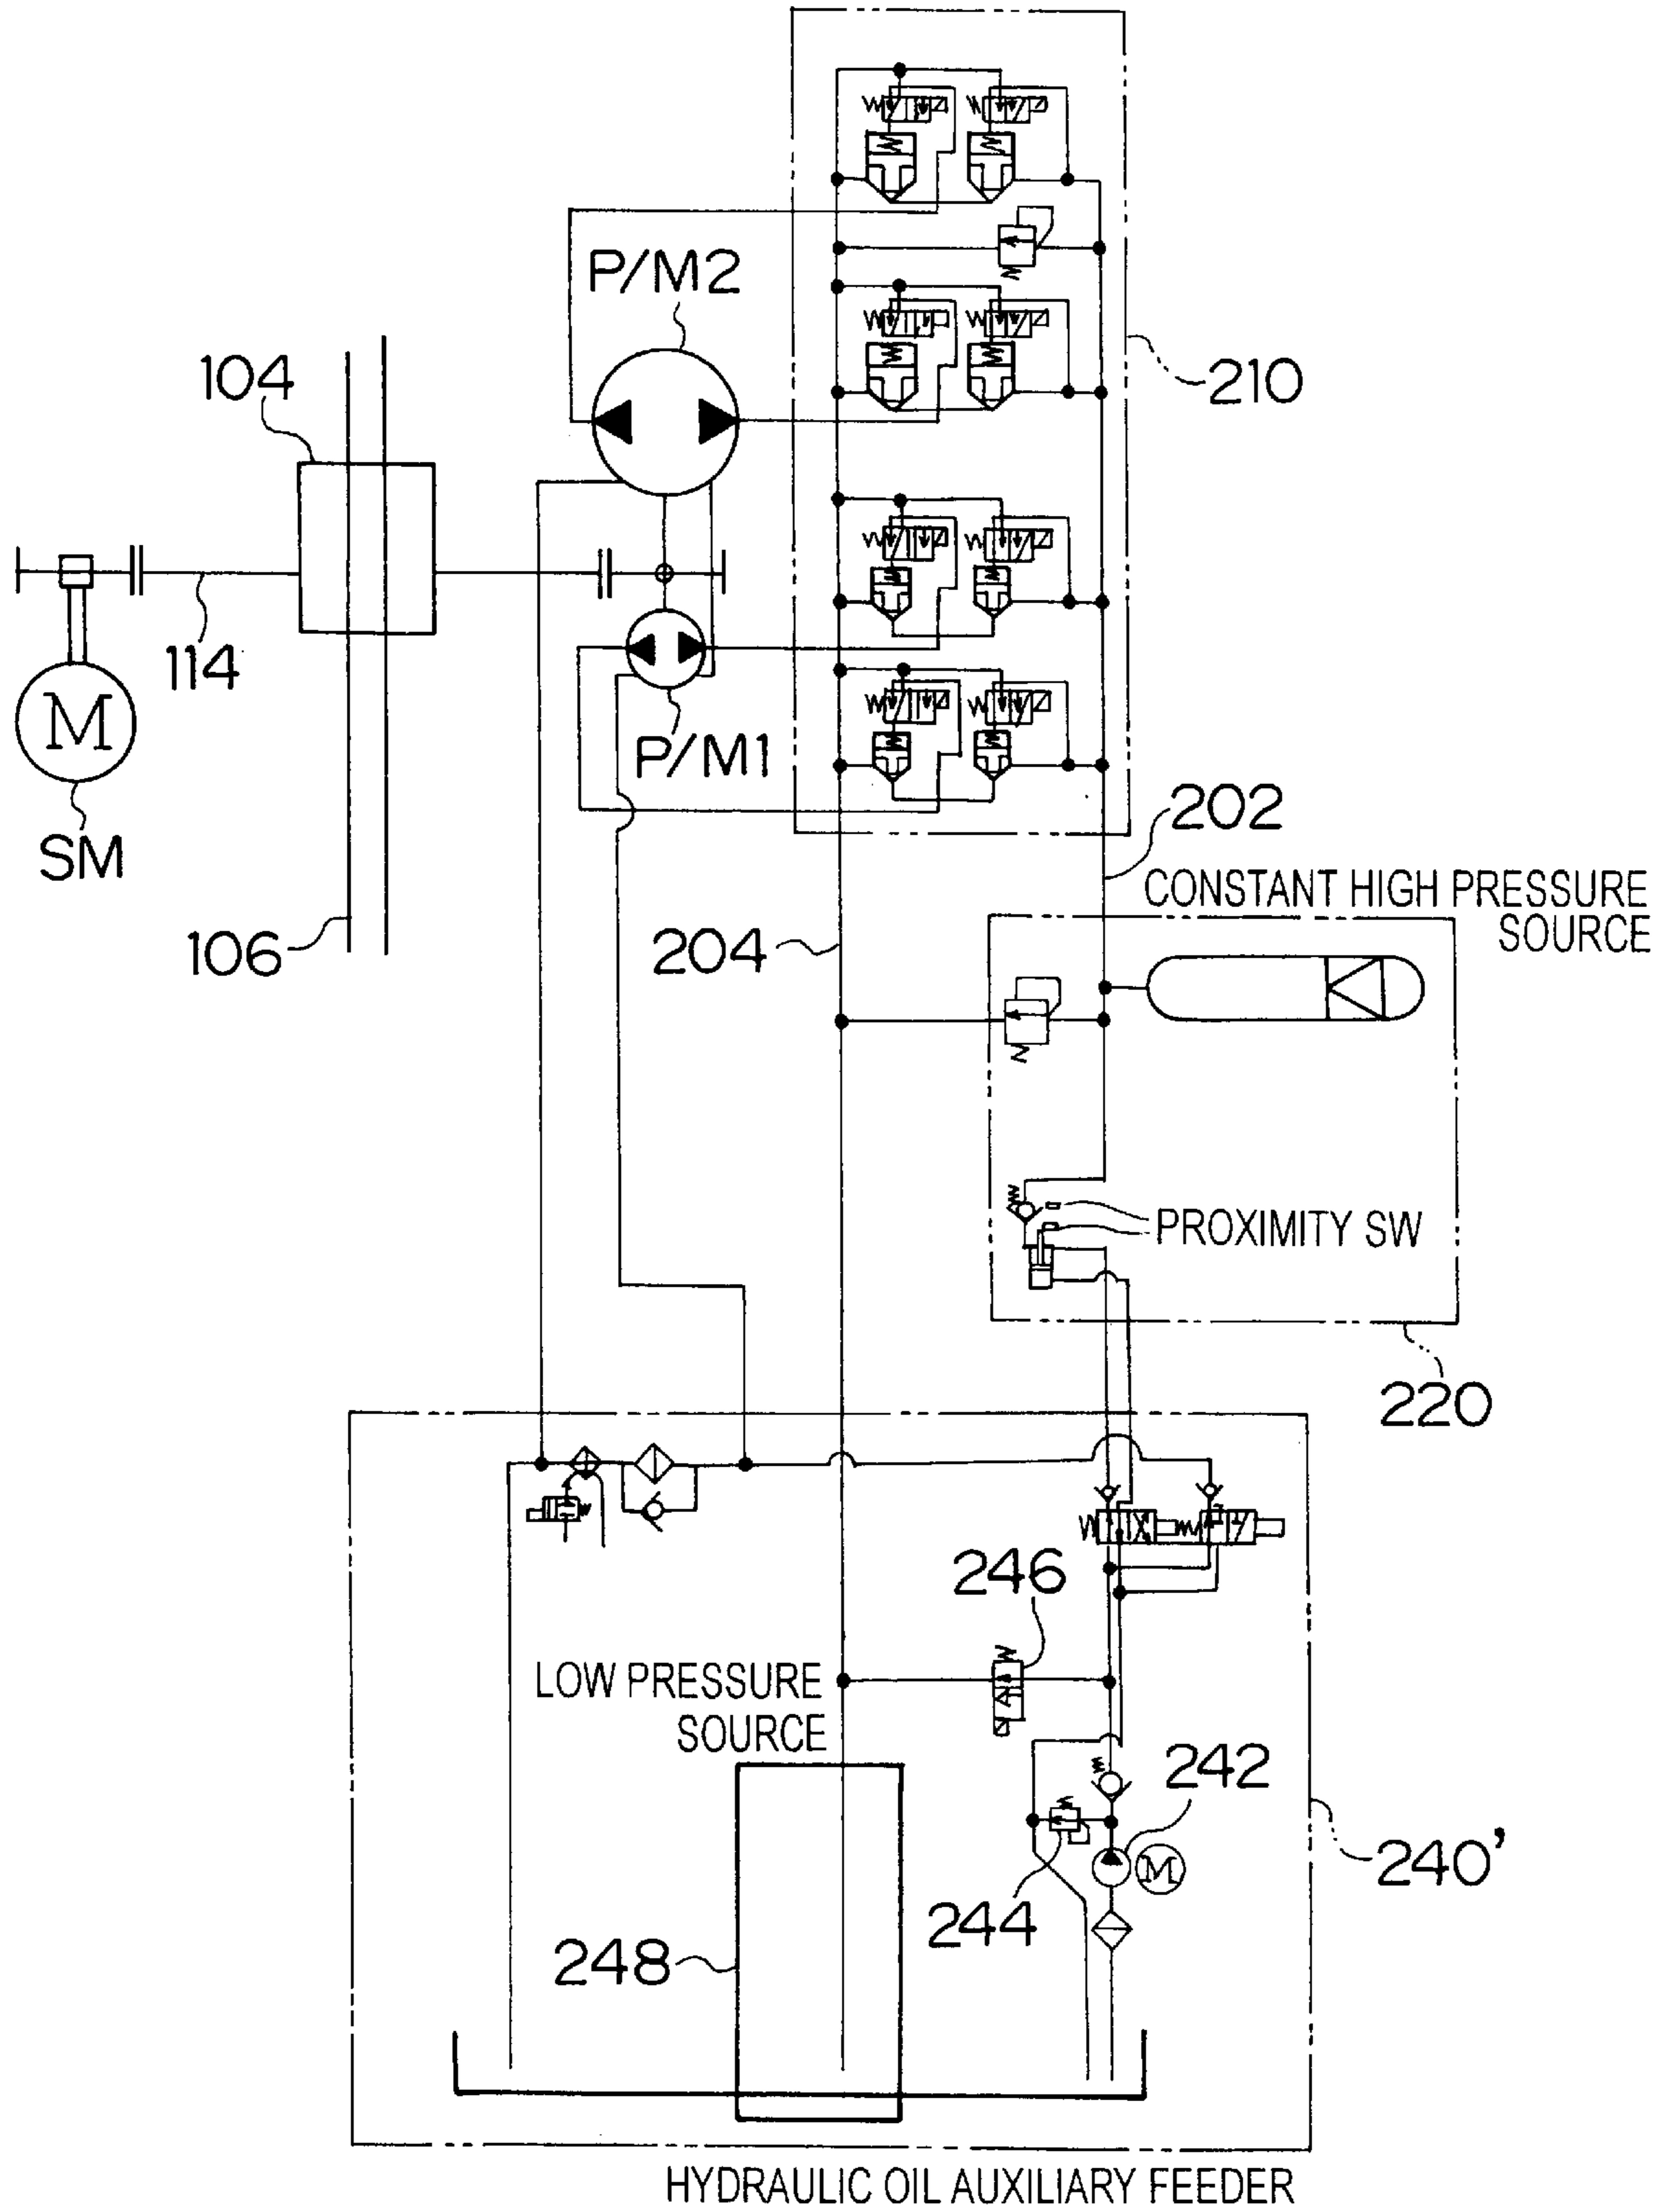 P/M2
104
210
114
M
P/M1
SM
202
CONSTANT HIGH PRESSURE
SOURCE
106
204
PROXIMITY SW
220
246
LOW PRESSURE
SOURCE
242
M
240'
244
248
HYDRAULIC OIL AUXILIARY FEEDER